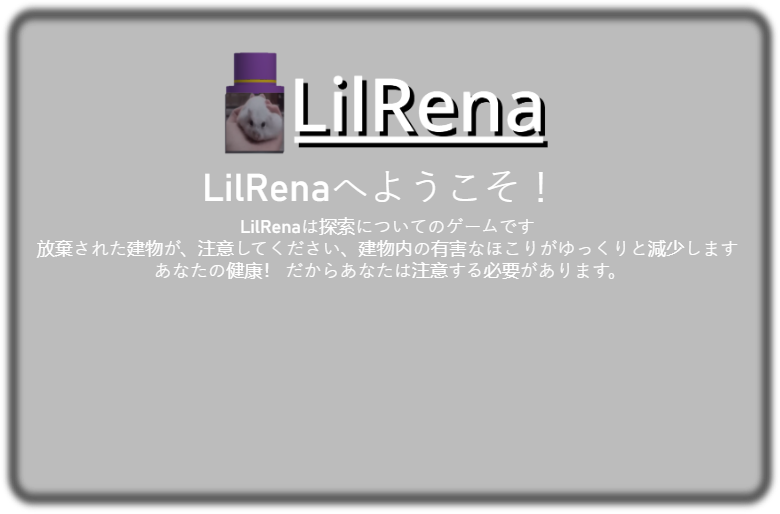 LilRena
LilRenaへようこそ！
LilRenaは探索についてのゲームです
放棄された建物が、注意してください、建物内の有害なほこりがゆっくりと減少します
あなたの健康！ だからあなたは注意する必要があります。